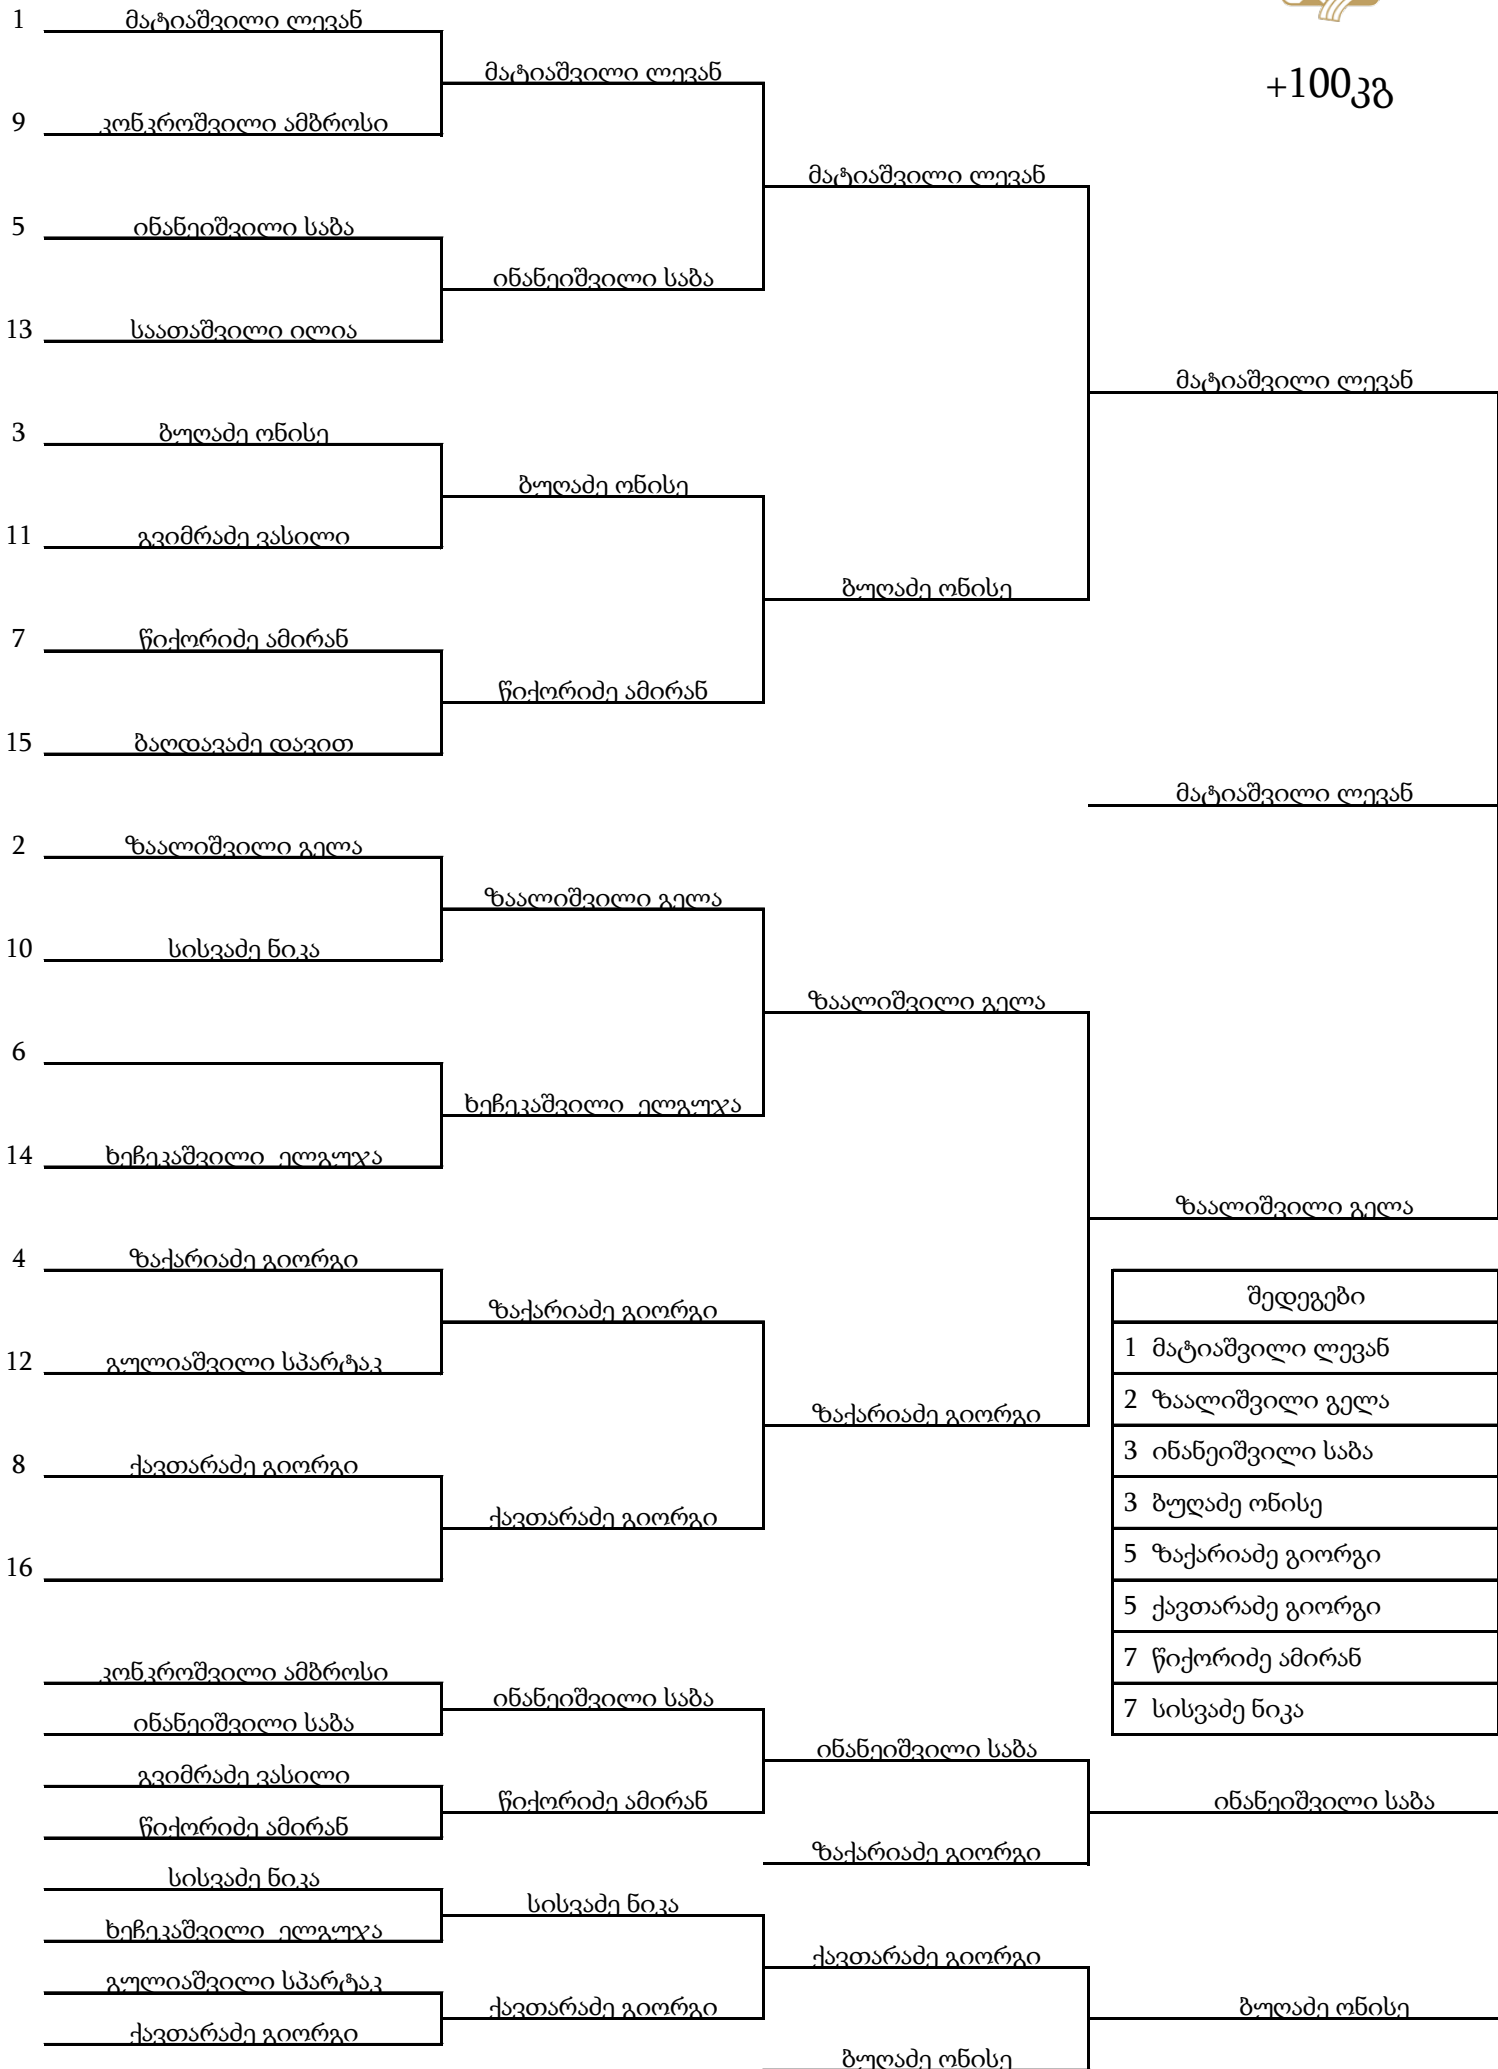 1 მატიაშვილი ლევან
მატიაშვილი ლევან
+100კგ
9 კონკროშვილი ამბროსი
მატიაშვილი ლევან
5 ინანეიშვილი საბა
ინანეიშვილი საბა
13 საათაშვილი ილია
მატიაშვილი ლევან
3 ბუღაძე ონისე
ბუღაძე ონისე
11 გვიმრაძე ვასილი
ბუღაძე ონისე
7 წიქორიძე ამირან
წიქორიძე ამირან
15 ბაღდავაძე დავით
მატიაშვილი ლევან
2 ზაალიშვილი გელა
ზაალიშვილი გელა
10 სისვაძე ნიკა
ზაალიშვილი გელა
6
ხეჩეკაშვილი ელგუჯა
14 ხეჩეკაშვილი ელგუჯა
ზაალიშვილი გელა
4 ზაქარიაძე გიორგი
შედეგები
ზაქარიაძე გიორგი
1 მატიაშვილი ლევან
12 გულიაშვილი სპარტაკ
2 ზაალიშვილი გელა
ზაქარიაძე გიორგი
3 ინანეიშვილი საბა
8 ქავთარაძე გიორგი
3 ბუღაძე ონისე
ქავთარაძე გიორგი
5 ზაქარიაძე გიორგი
16
5 ქავთარაძე გიორგი
7 წიქორიძე ამირან
კონკროშვილი ამბროსი
ინანეიშვილი საბა
7 სისვაძე ნიკა
ინანეიშვილი საბა
ინანეიშვილი საბა
გვიმრაძე ვასილი
წიქორიძე ამირან
ინანეიშვილი საბა
წიქორიძე ამირან
ზაქარიაძე გიორგი
სისვაძე ნიკა
სისვაძე ნიკა
ხეჩეკაშვილი ელგუჯა
ქავთარაძე გიორგი
გულიაშვილი სპარტაკ
ქავთარაძე გიორგი
ბუღაძე ონისე
ქავთარაძე გიორგი
ბუღაძე ონისე